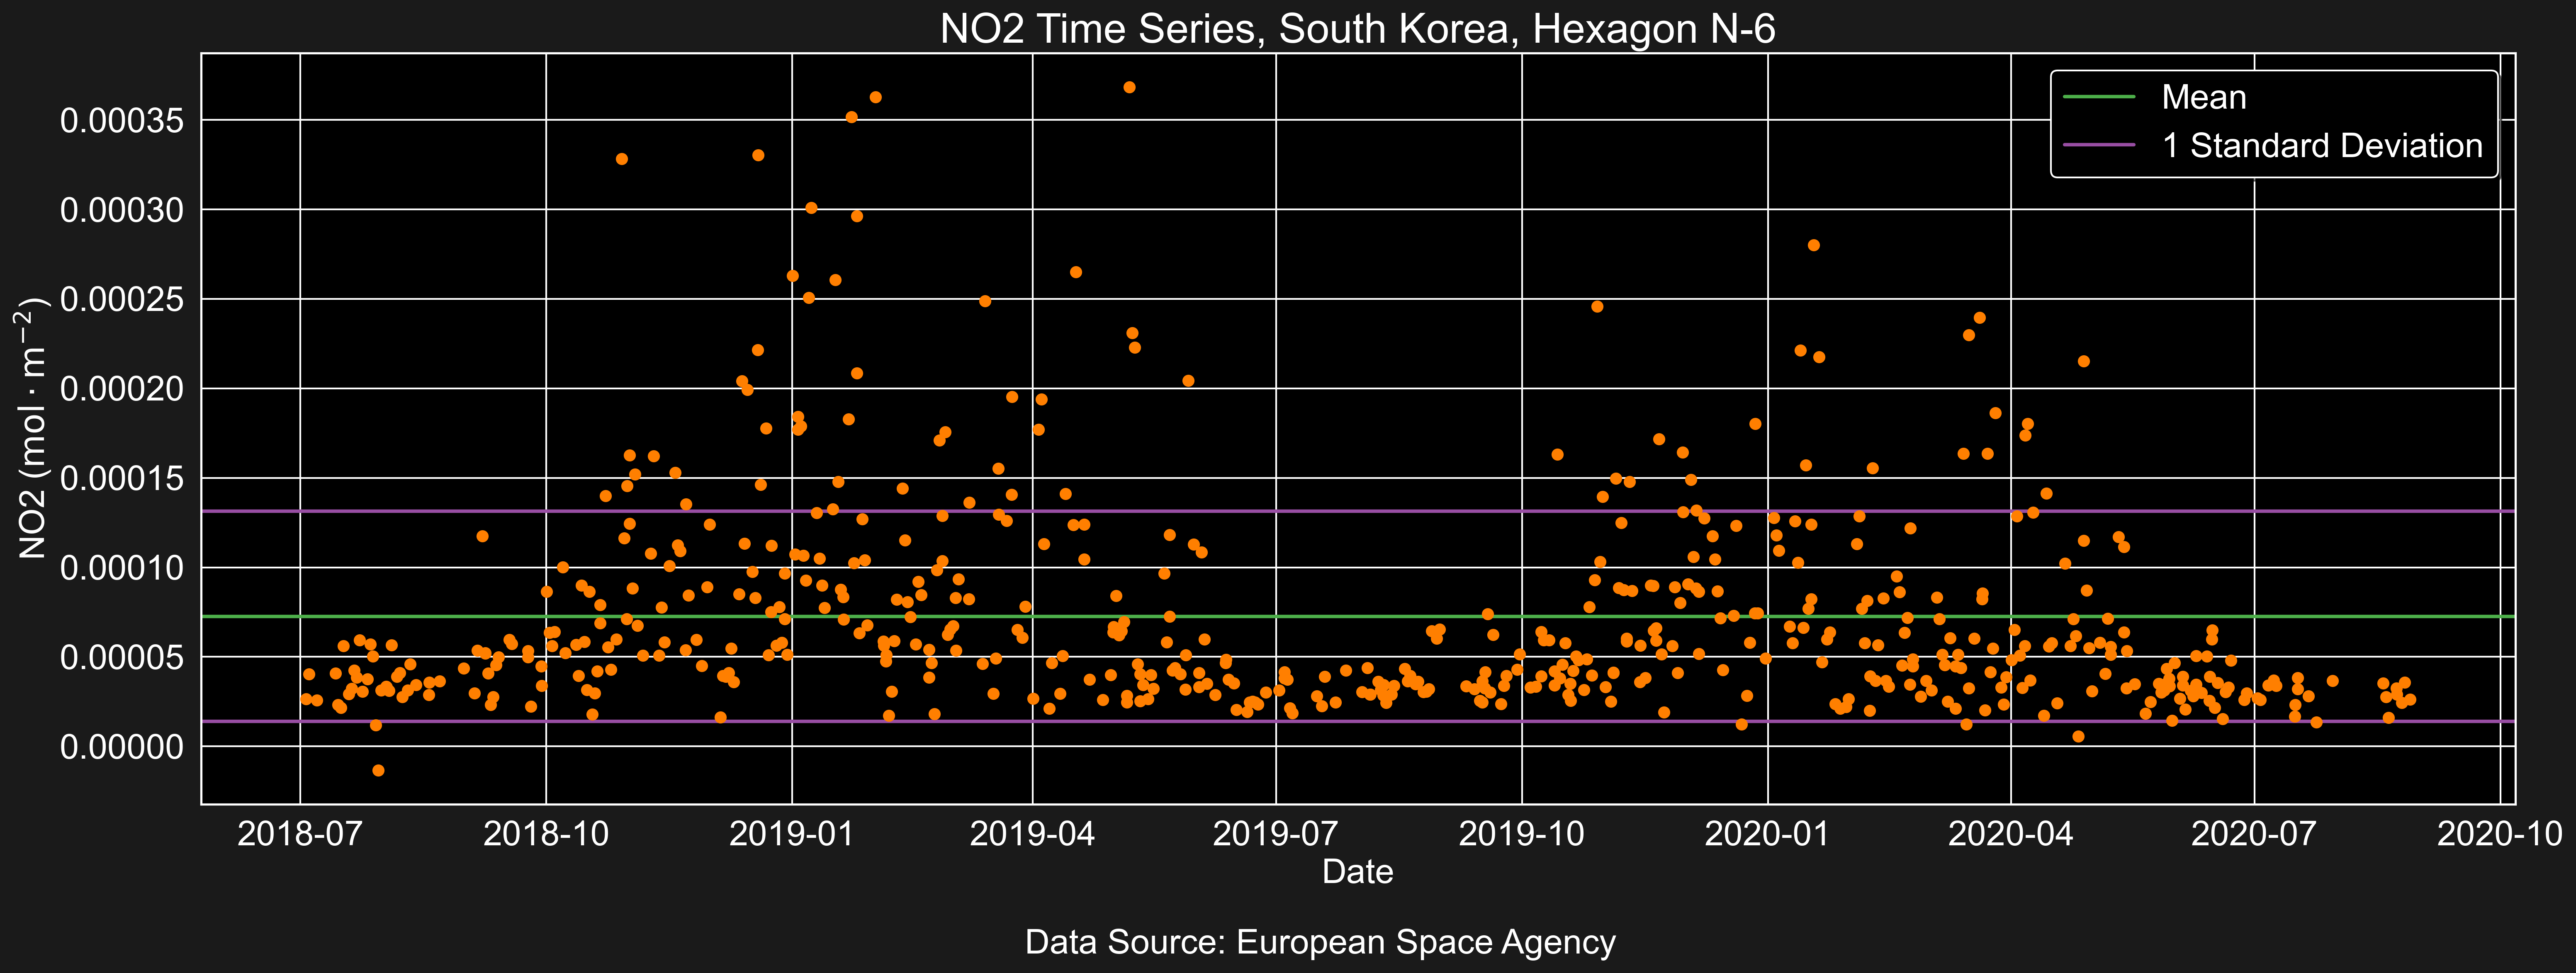 NO2 Time Series, South Korea, Hexagon N-6
Mean
1 Standard Deviation
NO2 (mol · m⁻²)
0.00035
0.00030
0.00025
0.00020
0.00015
0.00010
0.00005
0.00000
2018-07 2018-10 2019-01 2019-04 2019-07 2019-10 2020-01 2020-04 2020-07 2020-10
Date
Data Source: European Space Agency